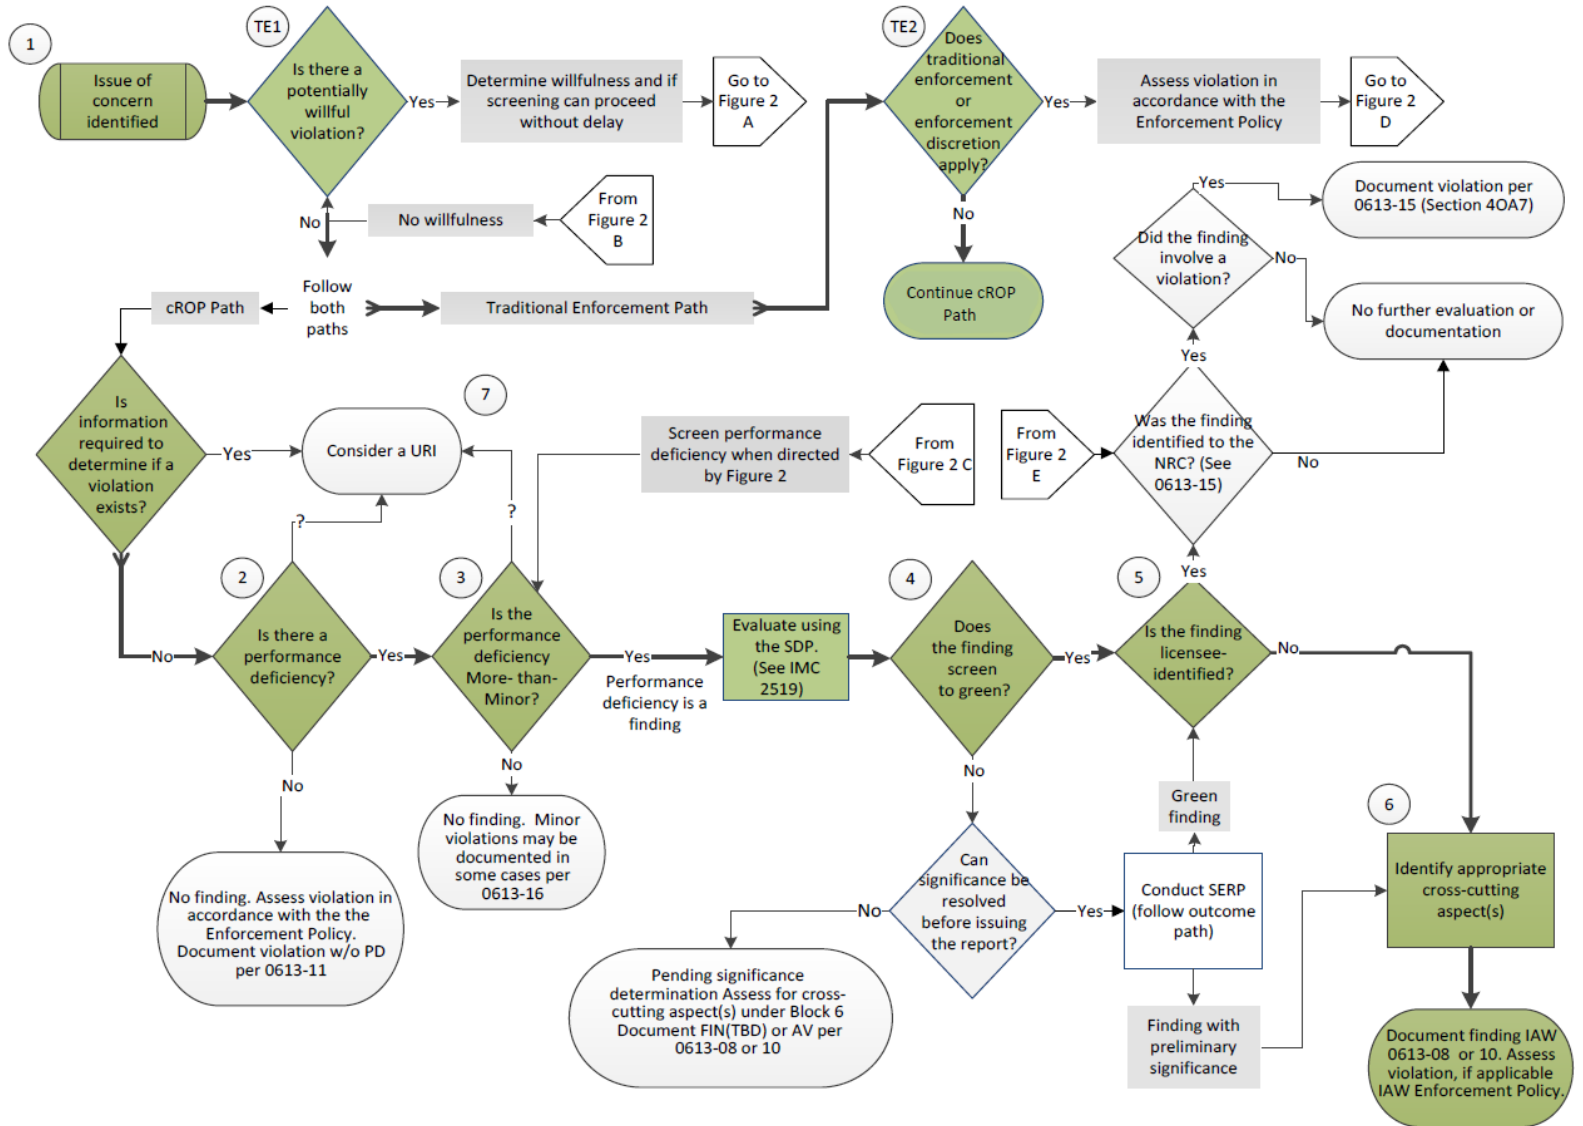 1
Issue of
concern
identified
TE1
Is there a
potentially
willful
violation?
Yes
Determine willfulness and if
screening can proceed
without delay
Go to
Figure 2
A
TE2
Does
traditional
enforcement
or
enforcement
discretion
apply?
Yes
Assess violation in
accordance with the
Enforcement Policy
Go to
Figure 2
D
No
No willfulness
From
Figure 2
B
No
Continue cROP
Path
Yes
Document violation per
0613-15 (Section 4OA7)
Did the finding
involve a
violation?
No
No further evaluation or
documentation
cROP Path
Follow
both
paths
Traditional Enforcement Path
Yes
Is
information
required to
determine if a
violation
exists?
Yes
7
Consider a URI
Screen performance
deficiency when directed
by Figure 2
From
Figure 2 C
From
Figure 2
E
Was the finding
identified to the
NRC? (See
0613-15)
No
?
?
Yes
No
2
Is there a
performance
deficiency?
Yes
3
Is the
performance
deficiency
More- than-
Minor?
Yes
Performance
deficiency is a
finding
Evaluate using
the SDP.
(See IMC
2519)
4
Does
the finding
screen
to green?
Yes
5
Is the finding
licensee-
identified?
No
No
No
No
No finding. Assess violation in
accordance with the the
Enforcement Policy.
Document violation w/o PD
per 0613-11
No finding.  Minor
violations may be
documented in
some cases per
0613-16
Green
finding
6
Can
significance be
resolved
before issuing
the report?
No
Yes
Conduct SERP
(follow outcome
path)
Identify appropriate
cross-cutting
aspect(s)
Pending significance
determination Assess for cross-
cutting aspect(s) under Block 6
Document FIN(TBD) or AV per
0613-08 or 10
Finding with
preliminary
significance
Document finding IAW
0613-08  or 10. Assess
violation, if applicable
IAW Enforcement Policy.